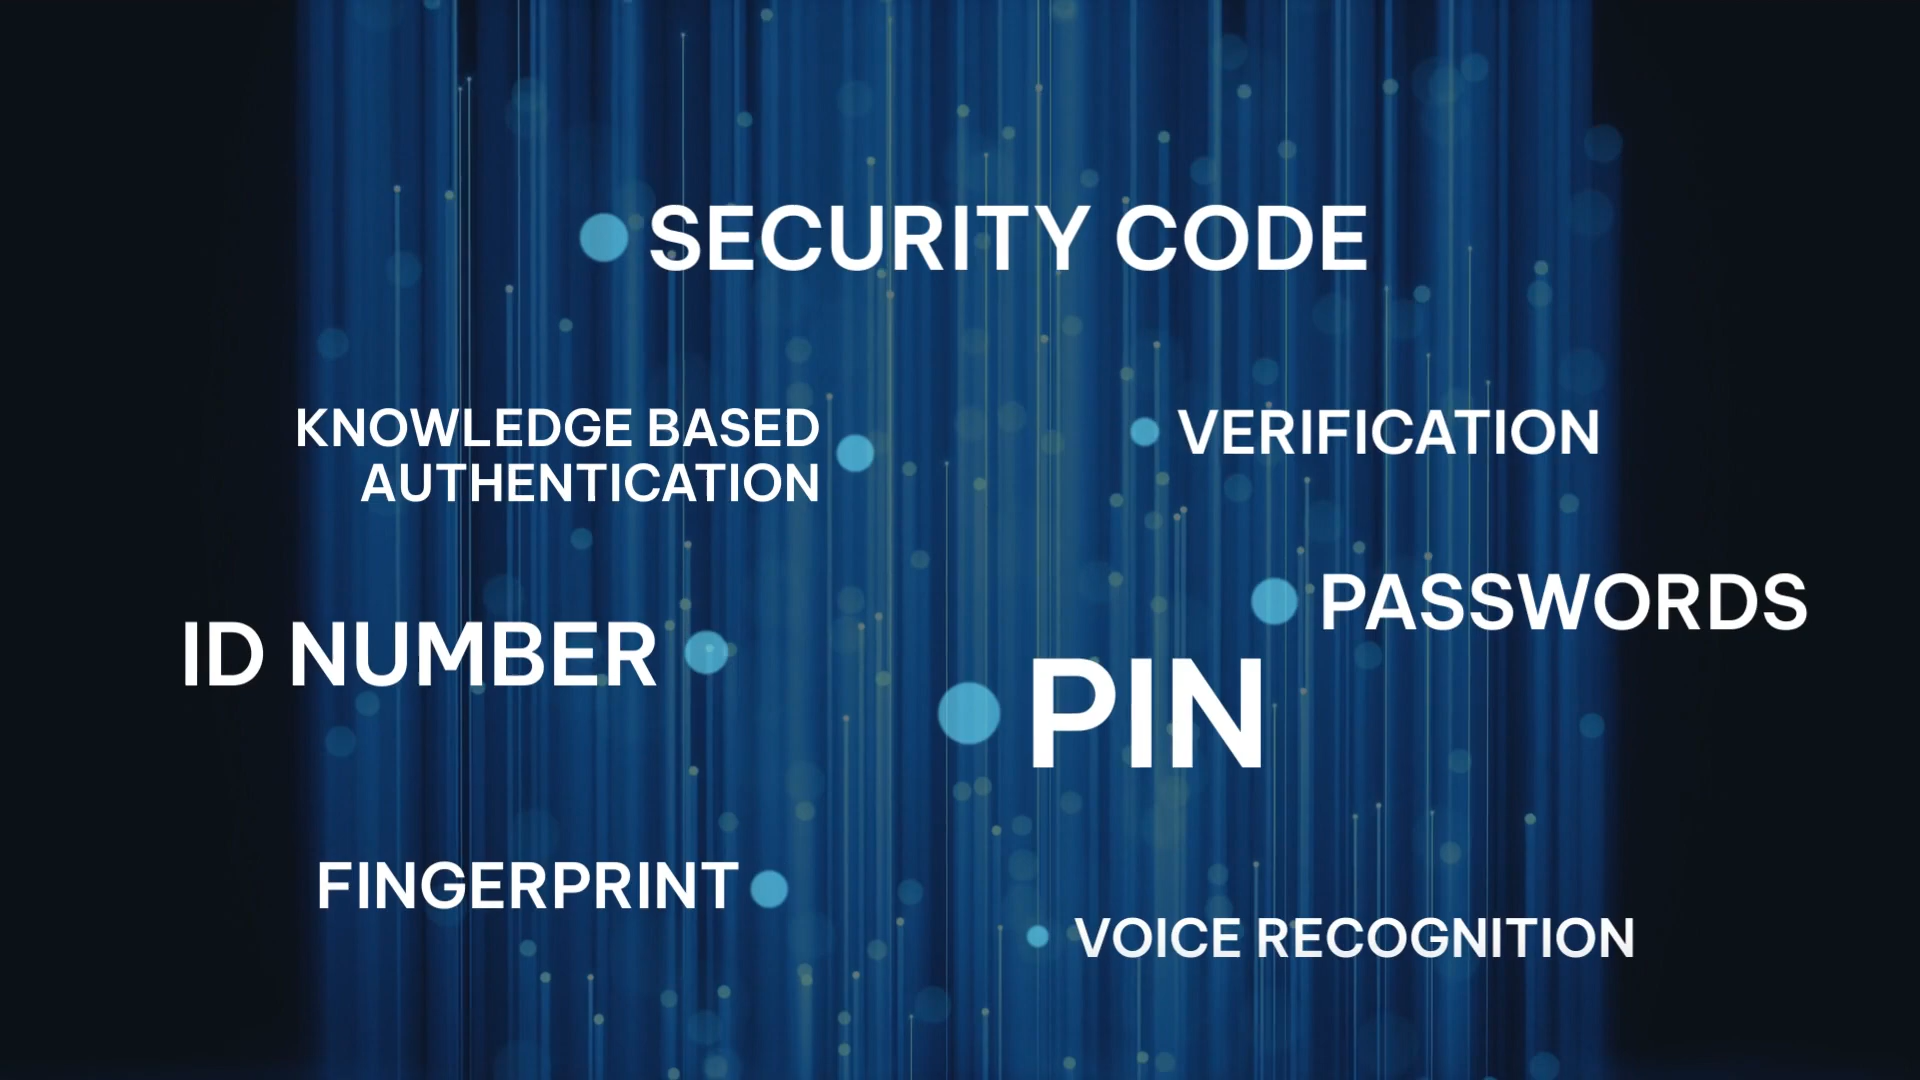 SECURITY CODE
KNOWLEDGE BASED
AUTHENTICATION
VERIFICATION
PASSWORDS
ID NUMBER
PIN
FINGERPRINT
VOICE RECOGNITION